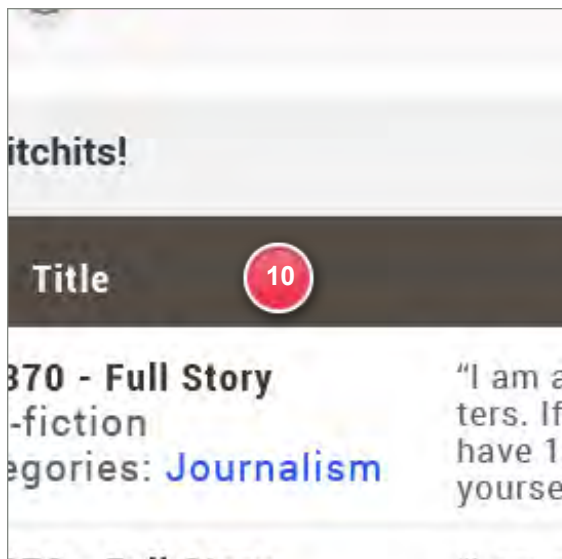 itchits!
Title
10
370 - Full Story
-fiction
egories: Journalism
“I am a
ters. If
have 1
yourse